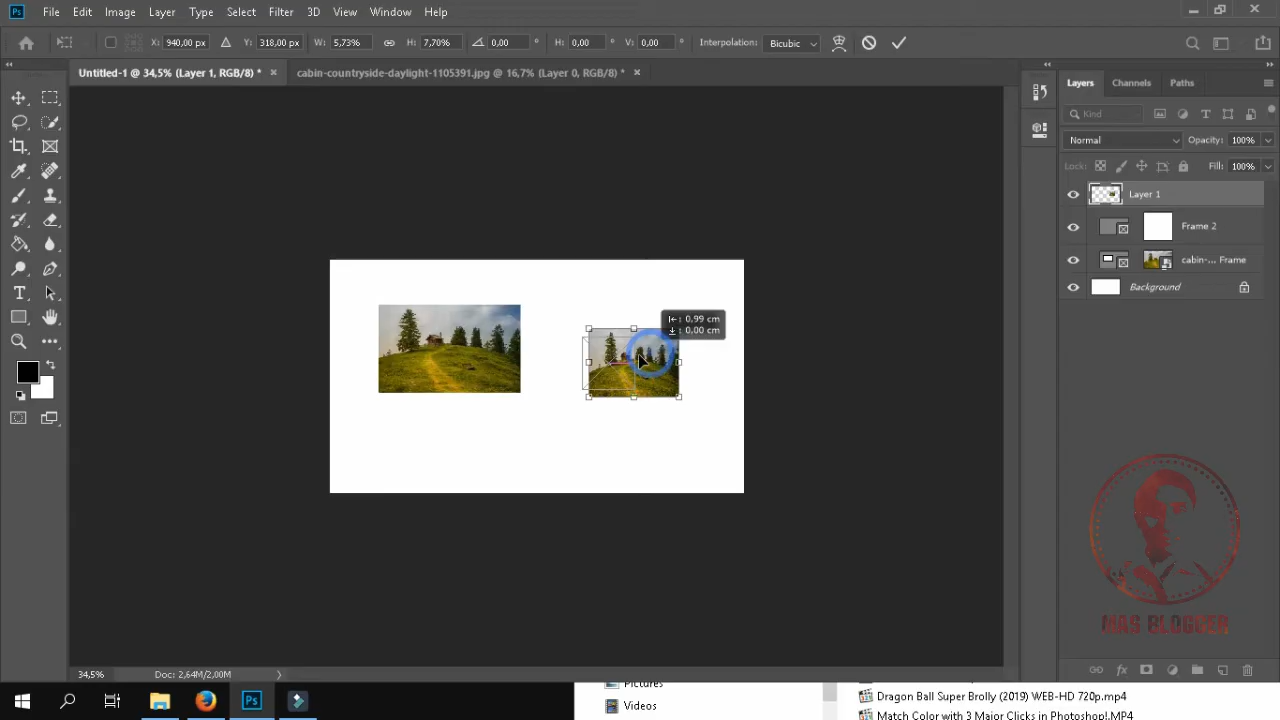 Ps File Edit Image Layer Type Select Filter 3D View Window Help
X: 940,00 px Y: 318,00 px W: 5,73% H: 7,70% 0,00 ° H: 0,00 ° V: 0,00 ° Interpolation: Bicubic
Untitled-1 @ 34,5% (Layer 1, RGB/8) * × cabin-countryside-daylight-1105391.jpg @ 16,7% (Layer 0, RGB/8) * ×
Layers Channels Paths
Kind
Normal Opacity: 100%
Lock: Fill: 100%
Layer 1
Frame 2
cabin-... Frame
Background
: 0,99 cm
: 0,00 cm
MAS BLOGGER
34,5% Doc: 2,64M/2,00M
Pictures
Videos
Dragon Ball Super Brolly (2019) WEB-HD 720p.mp4
Match Color with 3 Major Clicks in Photoshop!.MP4
Ps